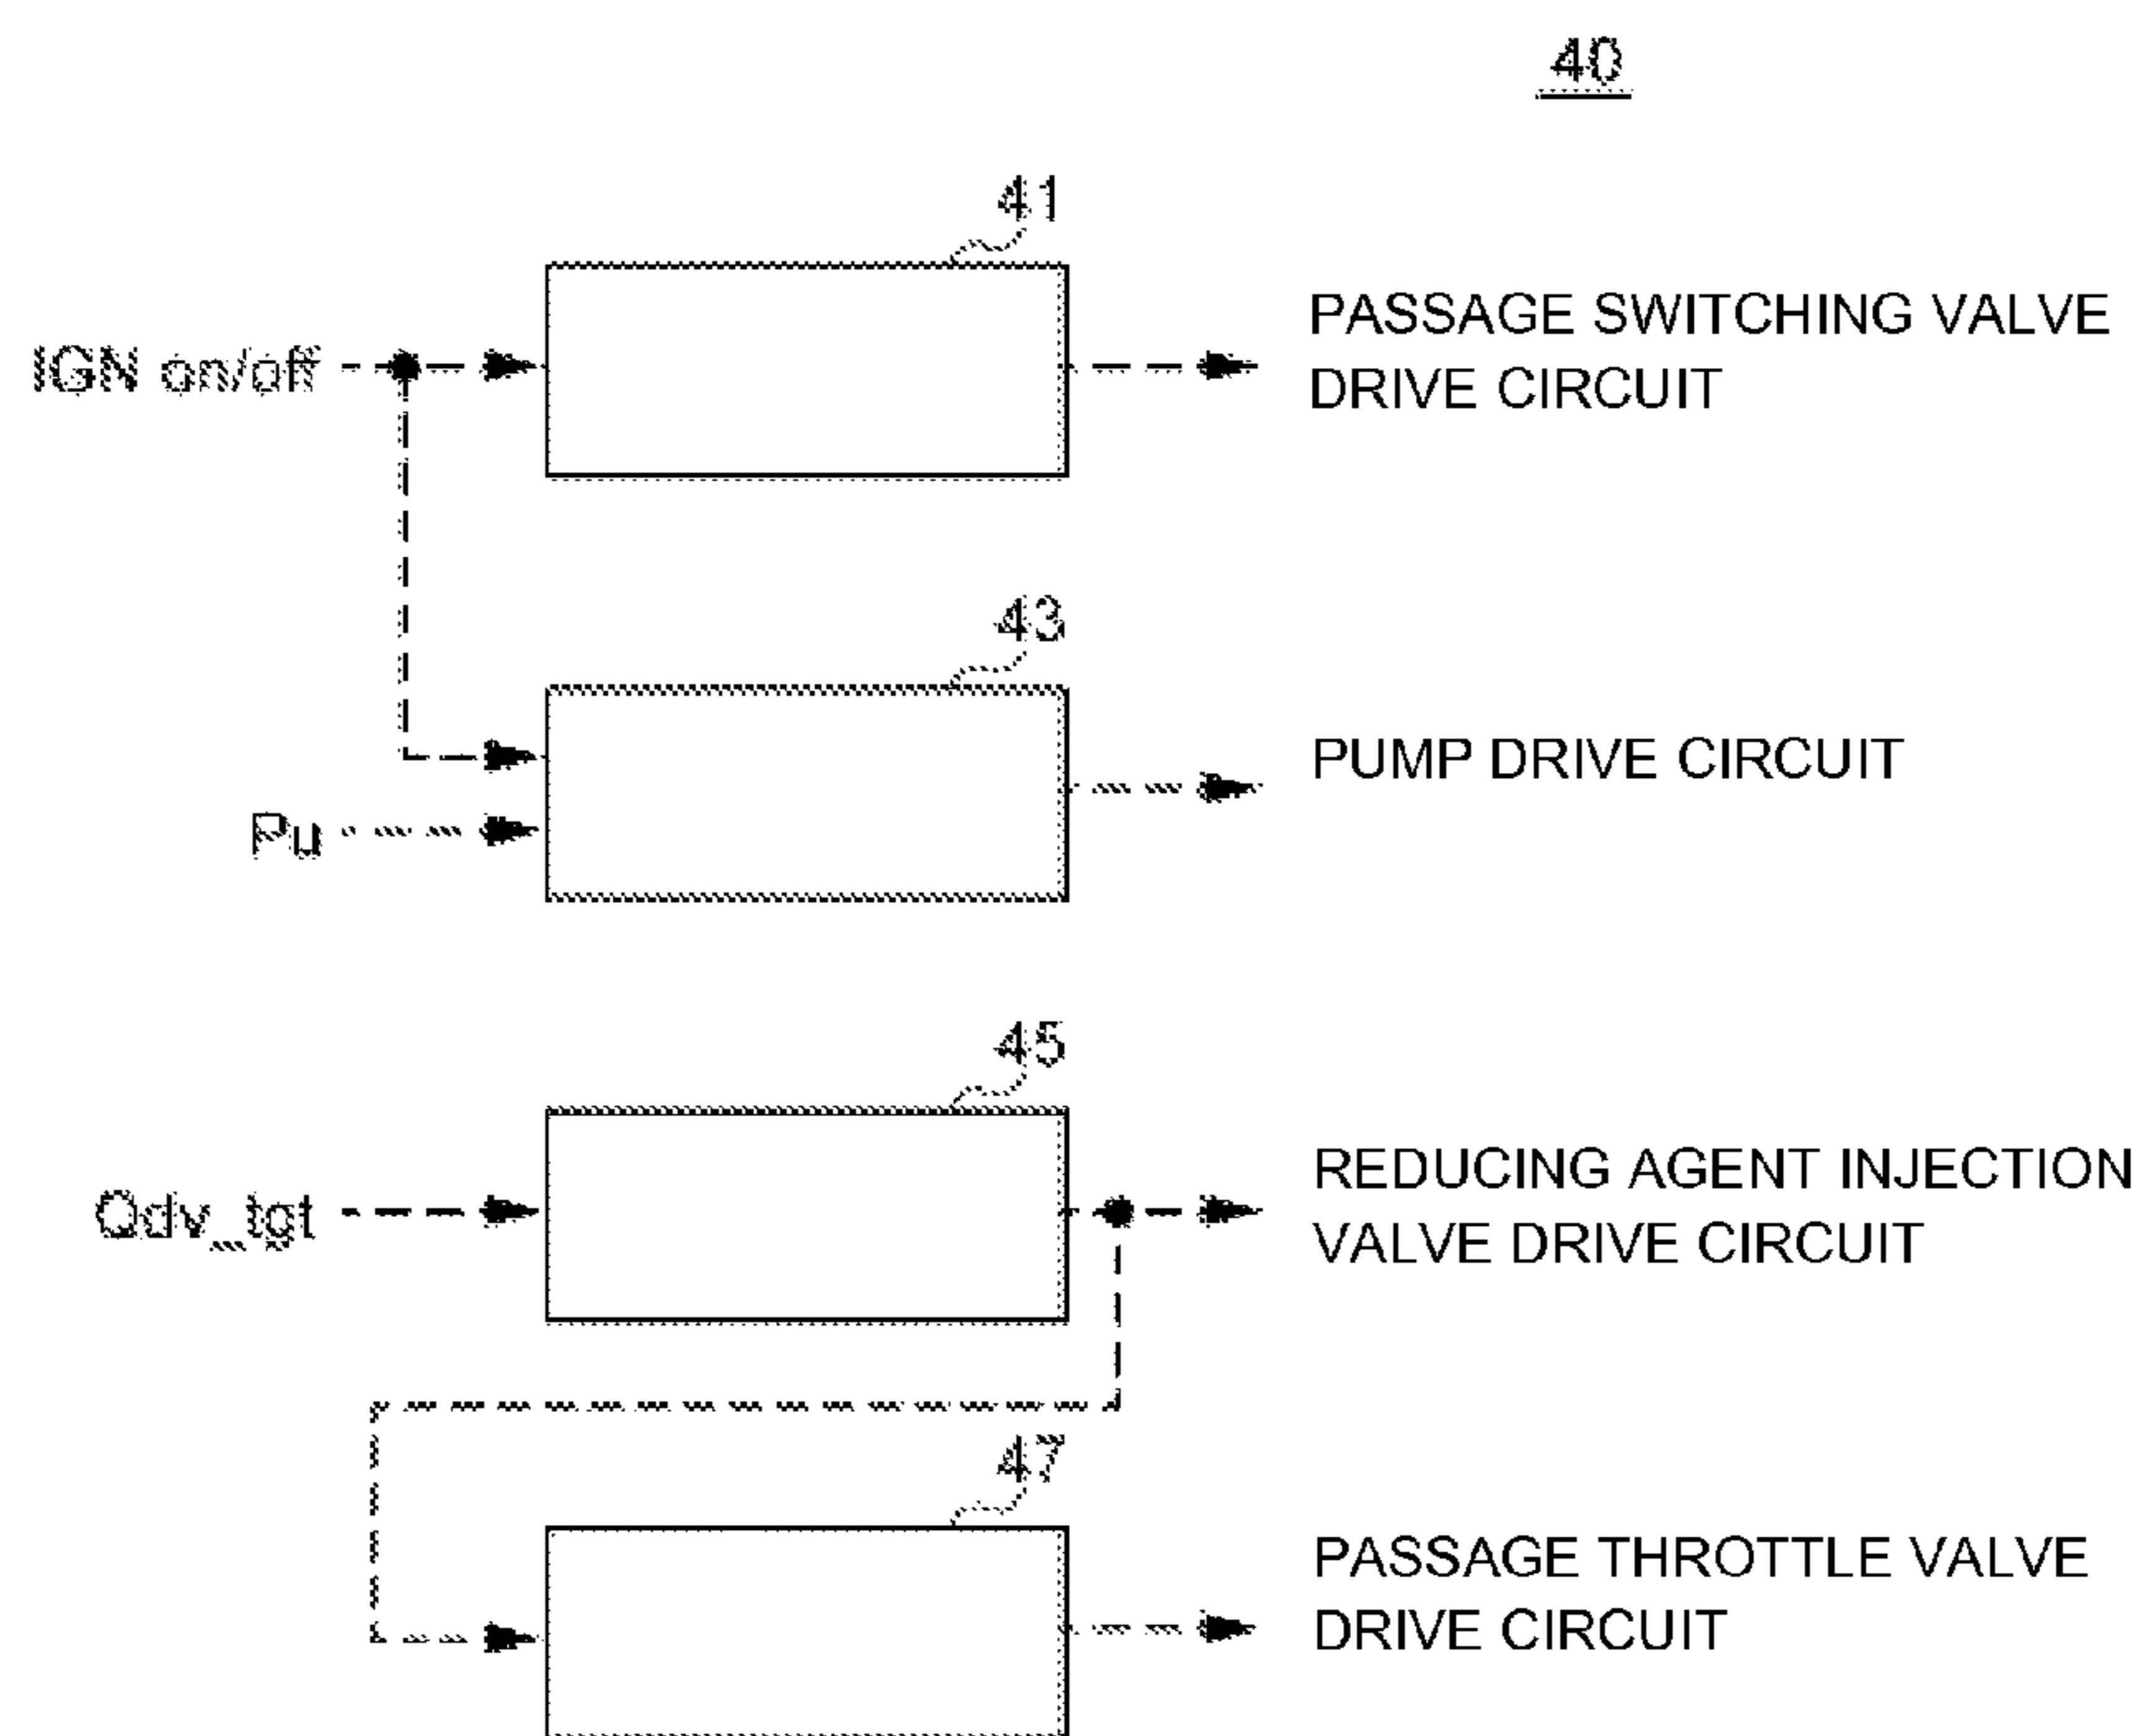 40
41
IGN on/off
PASSAGE SWITCHING VALVE
DRIVE CIRCUIT
43
PUMP DRIVE CIRCUIT
Pu
45
Qdv_tgt
REDUCING AGENT INJECTION
VALVE DRIVE CIRCUIT
47
PASSAGE THROTTLE VALVE
DRIVE CIRCUIT